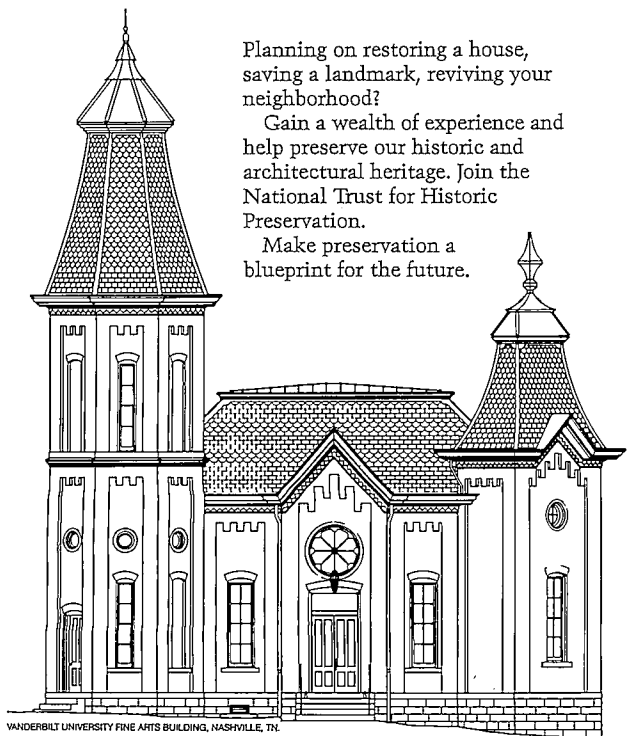 Planning on restoring a house,
saving a landmark, reviving your
neighborhood?
Gain a wealth of experience and
help preserve our historic and
architectural heritage. Join the
National Trust for Historic
Preservation.
Make preservation a
blueprint for the future.
VANDERBILT UNIVERSITY FINE ARTS BUILDING, NASHVILLE, TN.